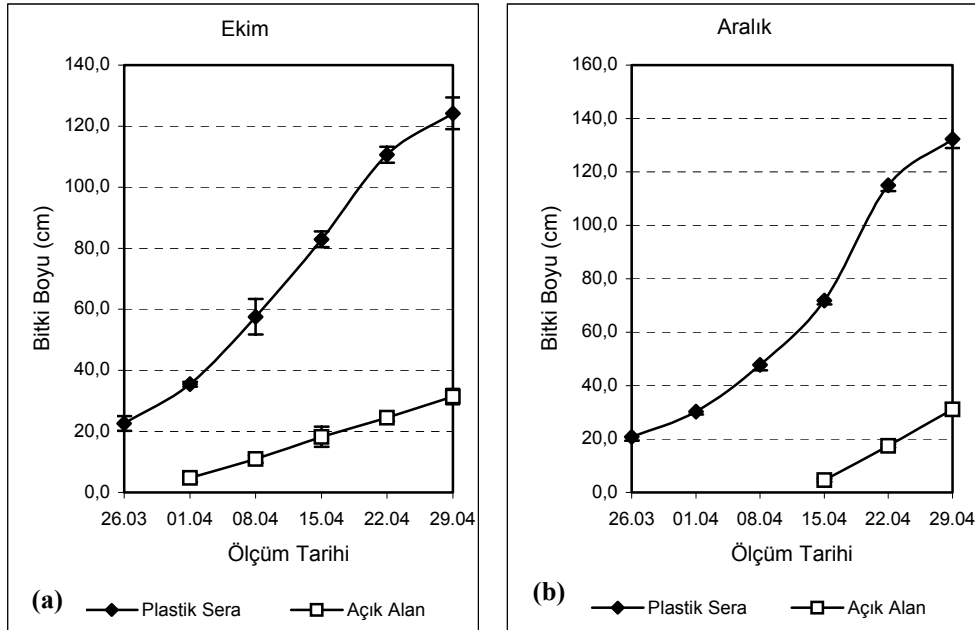 Ekim
140,0
120,0
100,0
80,0
60,0
40,0
20,0
0,0
Bitki Boyu (cm)
26.03 01.04 08.04 15.04 22.04 29.04
Ölçüm Tarihi
(a)
Plastik Sera Açık Alan
Aralık
160,0
140,0
120,0
100,0
80,0
60,0
40,0
20,0
0,0
Bitki Boyu (cm)
26.03 01.04 08.04 15.04 22.04 29.04
Ölçüm Tarihi
(b)
Plastik Sera Açık Alan